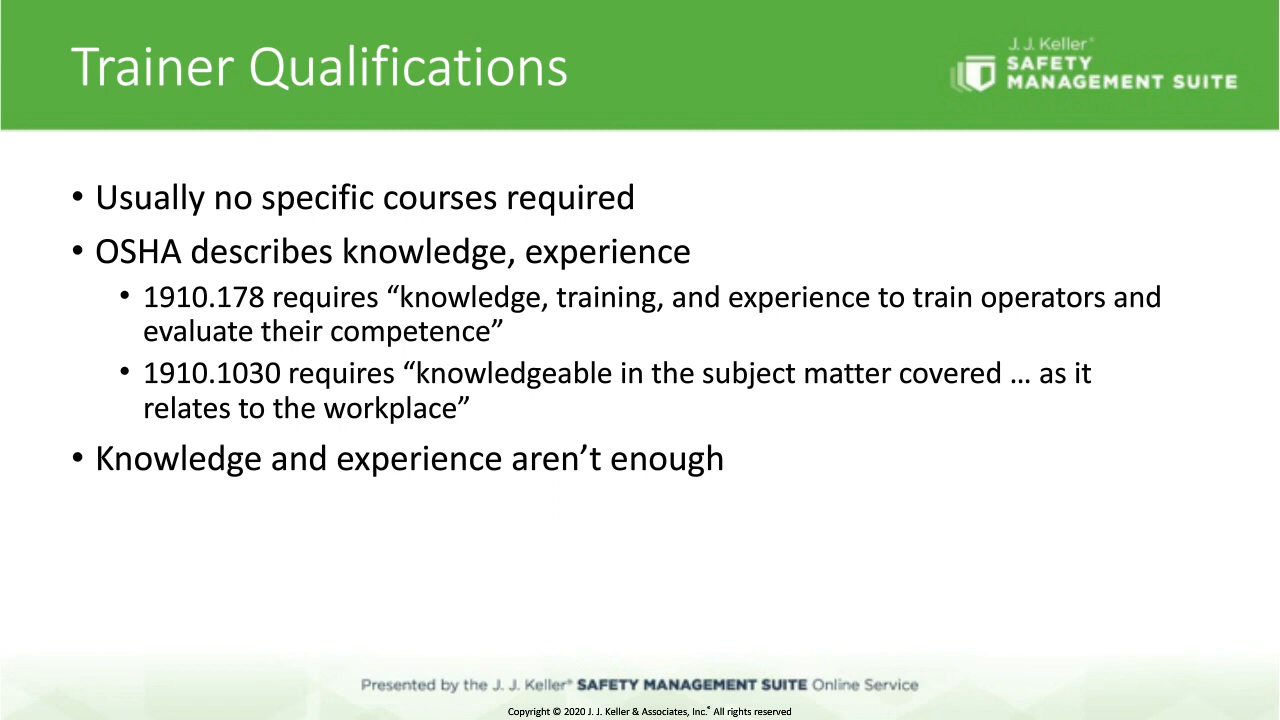 Trainer Qualifications
J. J. Keller®
SAFETY
MANAGEMENT SUITE
• Usually no specific courses required
• OSHA describes knowledge, experience
• 1910.178 requires “knowledge, training, and experience to train operators and
evaluate their competence”
• 1910.1030 requires “knowledgeable in the subject matter covered … as it
relates to the workplace”
• Knowledge and experience aren’t enough
Presented by the J. J. Keller® SAFETY MANAGEMENT SUITE Online Service
Copyright © 2020 J. J. Keller & Associates, Inc.® All rights reserved